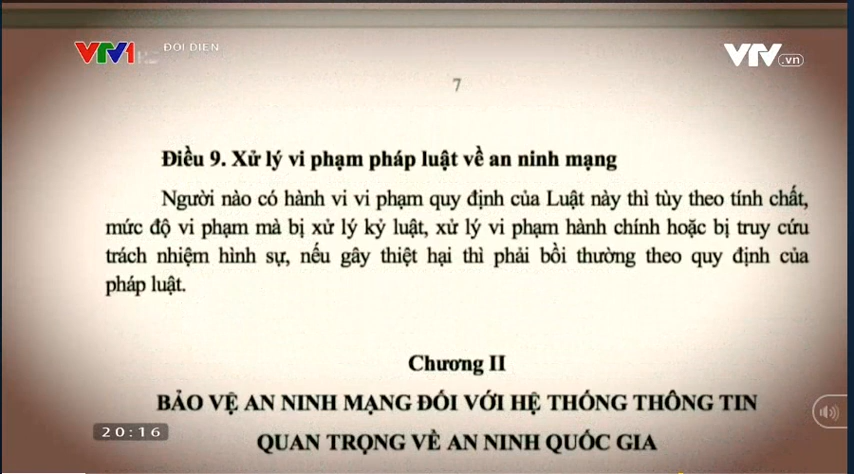 VTV1
ĐỐI DIỆN
VTV.vn
7
Điều 9. Xử lý vi phạm pháp luật về an ninh mạng
Người nào có hành vi vi phạm quy định của Luật này thì tùy theo tính chất,
mức độ vi phạm mà bị xử lý kỷ luật, xử lý vi phạm hành chính hoặc bị truy cứu
trách nhiệm hình sự, nếu gây thiệt hại thì phải bồi thường theo quy định của
pháp luật.
Chương II
BẢO VỆ AN NINH MẠNG ĐỐI VỚI HỆ THỐNG THÔNG TIN
20:16
QUAN TRỌNG VỀ AN NINH QUỐC GIA